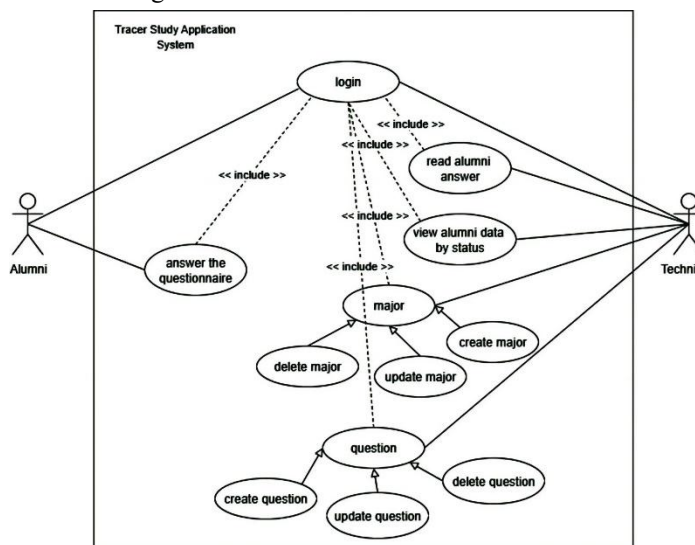 Tracer Study Application
System
login
<< include >>
<< include >>
read alumni
answer
<< include >>
<< include >>
view alumni data
by status
Alumni
answer the
questionnaire
Techni
<< include >>
major
create major
delete major
update major
question
delete question
create question
update question